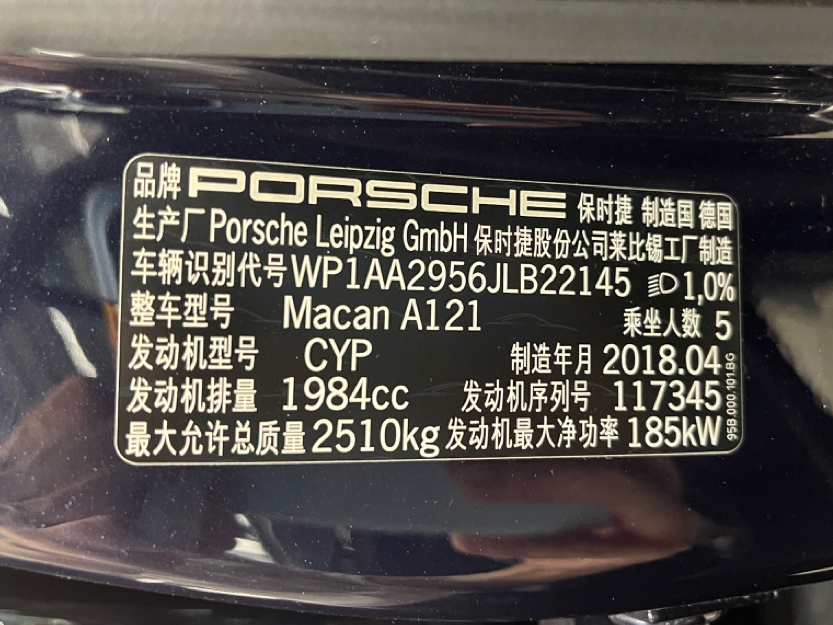 品牌 PORSCHE 保时捷 制造国 德国
生产厂 Porsche Leipzig GmbH 保时捷股份公司莱比锡工厂制造
车辆识别代号 WP1AA2956JLB22145 1,0%
整车型号 Macan A121 乘坐人数 5
发动机型号 CYP 制造年月 2018.04
发动机排量 1984cc 发动机序列号 117345
最大允许总质量 2510kg 发动机最大净功率 185kW
95B.000.101.BG